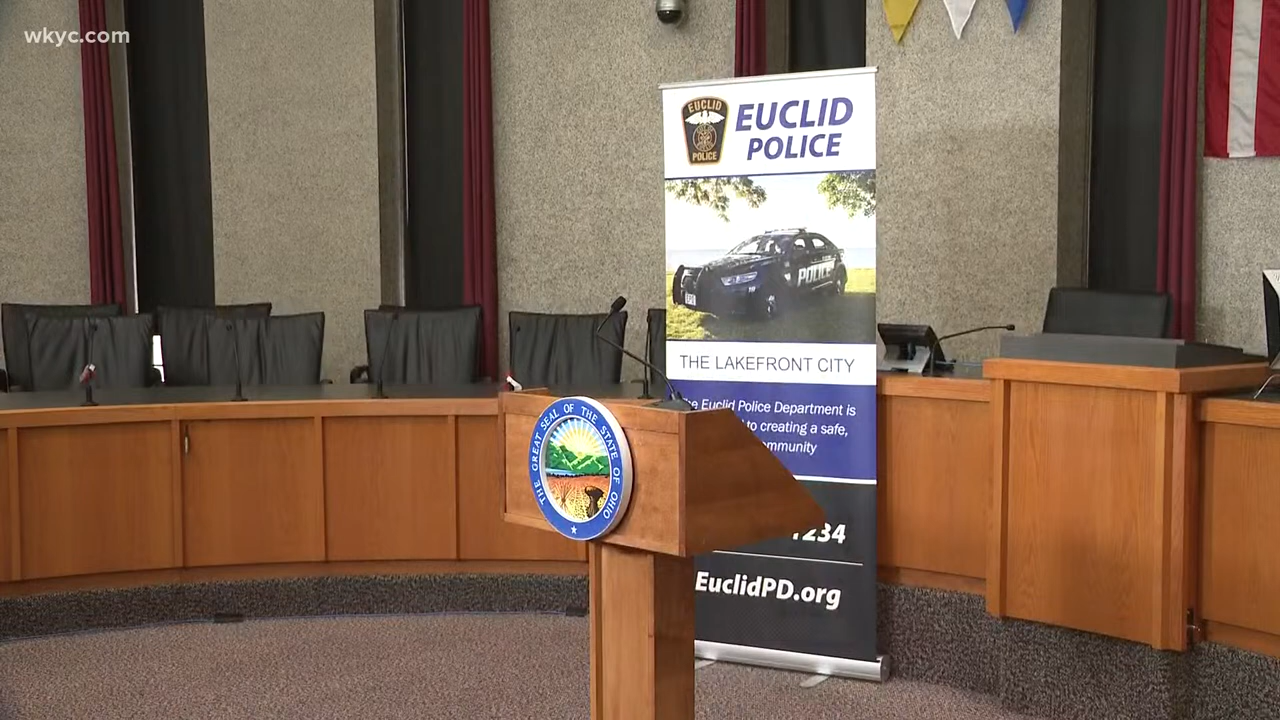 wkyc.com
EUCLID
POLICE
EUCLID
POLICE
POLICE
THE LAKEFRONT CITY
Euclid Police Department is
to creating a safe,
1234
EuclidPD.org
THE GREAT SEAL OF THE STATE OF OHIO